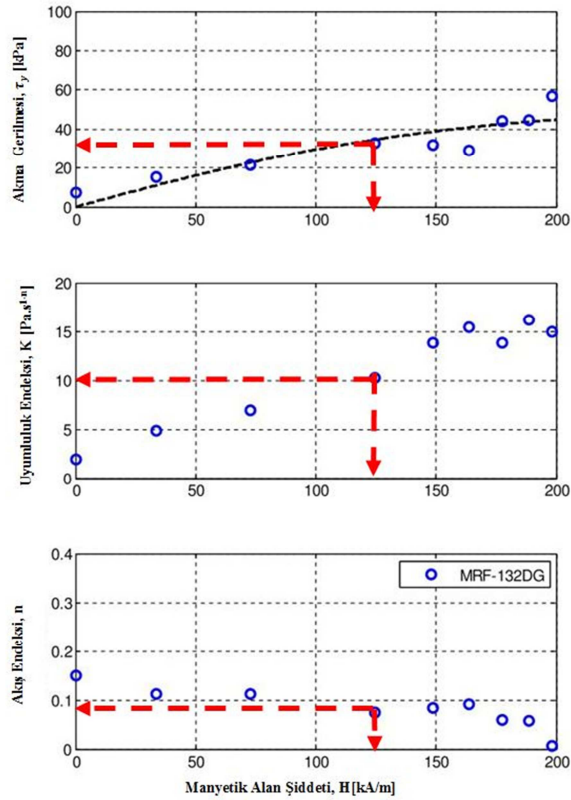 Akma Gerilmesi, τy [kPa]
100
80
60
40
20
0
0 50 100 150 200
Uyumluluk Endeksi, K [Pa.s¹⁻ⁿ]
20
15
10
5
0
0 50 100 150 200
Akış Endeksi, n
0.4
0.3
0.2
0.1
0
MRF-132DG
0 50 100 150 200
Manyetik Alan Şiddeti, H[kA/m]